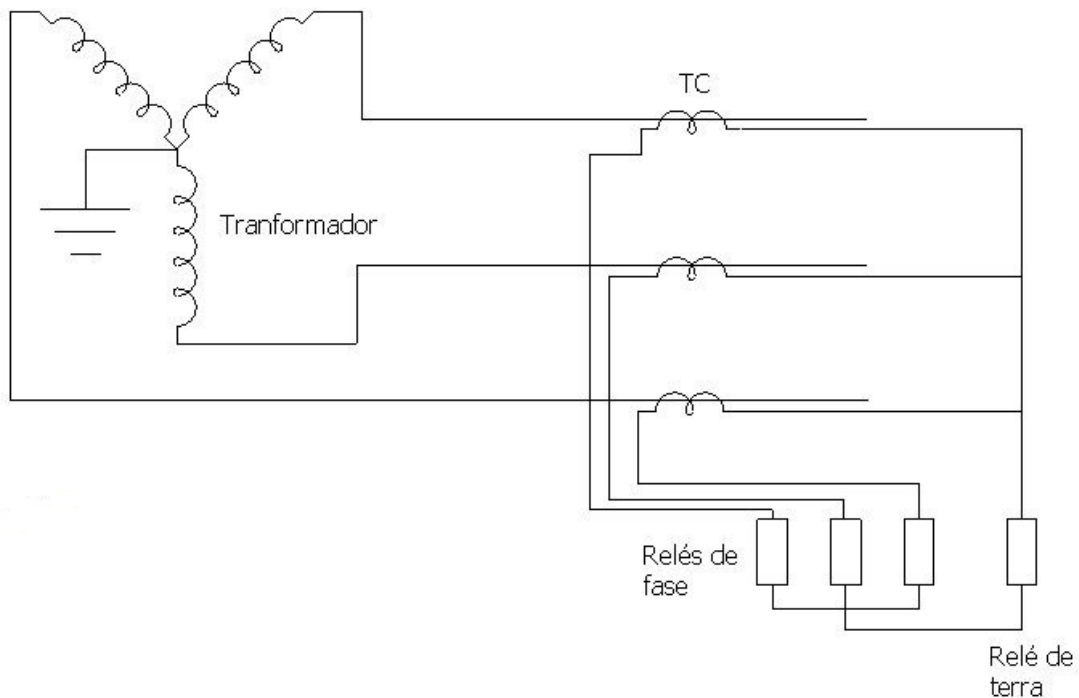 TC
Tranformador
Relés de
fase
Relé de
terra